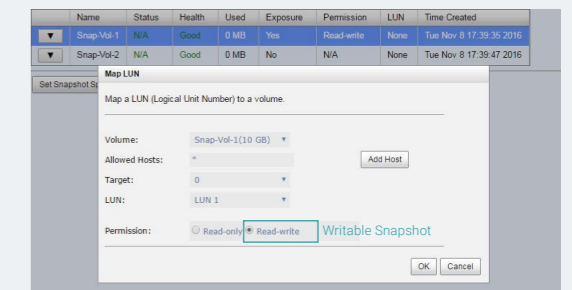 Name Status Health Used Exposure Permission LUN Time Created
▼ Snap-Vol-1 N/A Good 0 MB Yes Read-write None Tue Nov 8 17:39:35 2016
▼ Snap-Vol-2 N/A Good 0 MB No N/A None Tue Nov 8 17:39:47 2016
Set Snapshot Sp
Map LUN
Map a LUN (Logical Unit Number) to a volume.
Volume: Snap-Vol-1(10 GB) ▼
Allowed Hosts: * Add Host
Target: 0 ▼
LUN: LUN 1 ▼
Permission: Read-only Read-write Writable Snapshot
OK Cancel